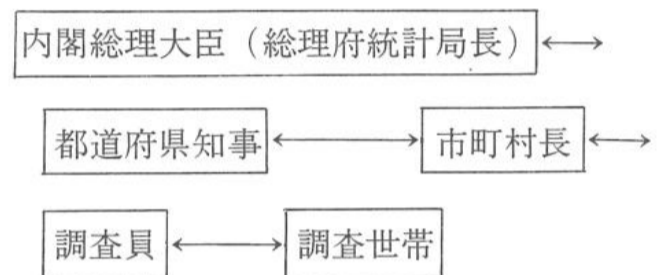 内閣総理大臣（総理府統計局長）←→
都道府県知事←→市町村長←→
調査員←→調査世帯